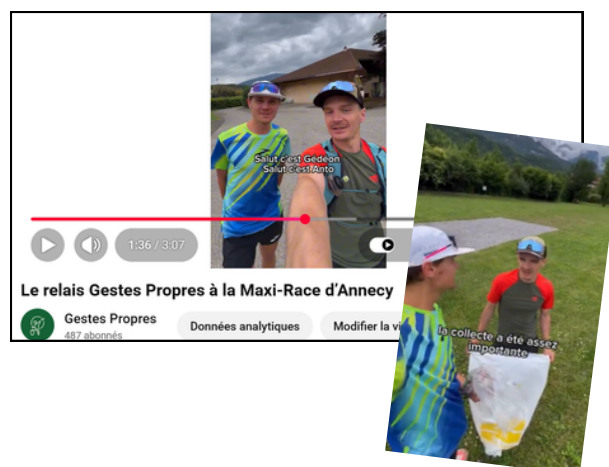 Salut c'est Gédéon
Salut c'est Anto
1:36 / 3:07
Le relais Gestes Propres à la Maxi-Race d'Annecy
Gestes Propres
487 abonnés
Données analytiques
Modifier la vi
la collecte a été assez
importante